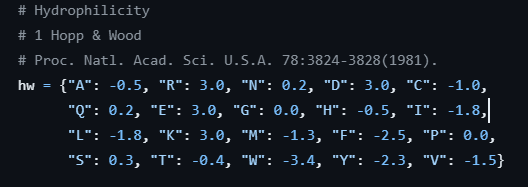 # Hydrophilicity
# 1 Hopp & Wood
# Proc. Natl. Acad. Sci. U.S.A. 78:3824-3828(1981).
hw = {"A": -0.5, "R": 3.0, "N": 0.2, "D": 3.0, "C": -1.0,
"Q": 0.2, "E": 3.0, "G": 0.0, "H": -0.5, "I": -1.8,
"L": -1.8, "K": 3.0, "M": -1.3, "F": -2.5, "P": 0.0,
"S": 0.3, "T": -0.4, "W": -3.4, "Y": -2.3, "V": -1.5}